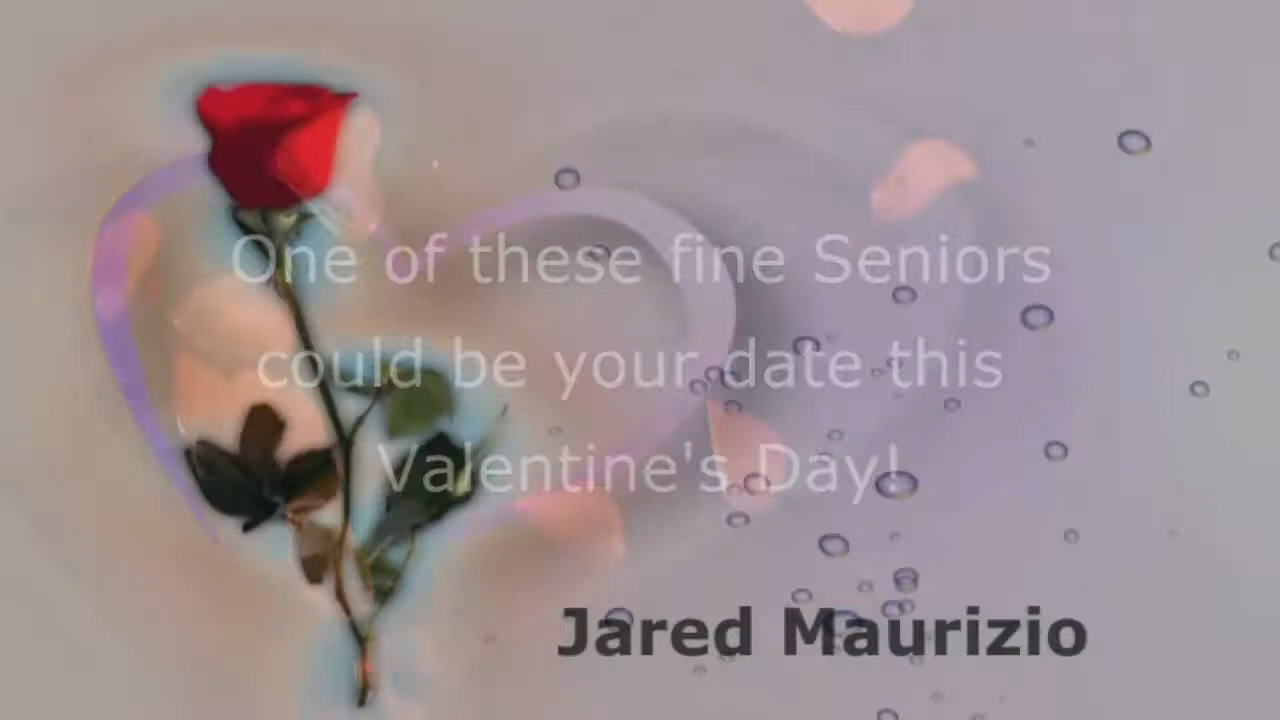 One of these fine Seniors
could be your date this
Valentine's Day!
Jared Maurizio